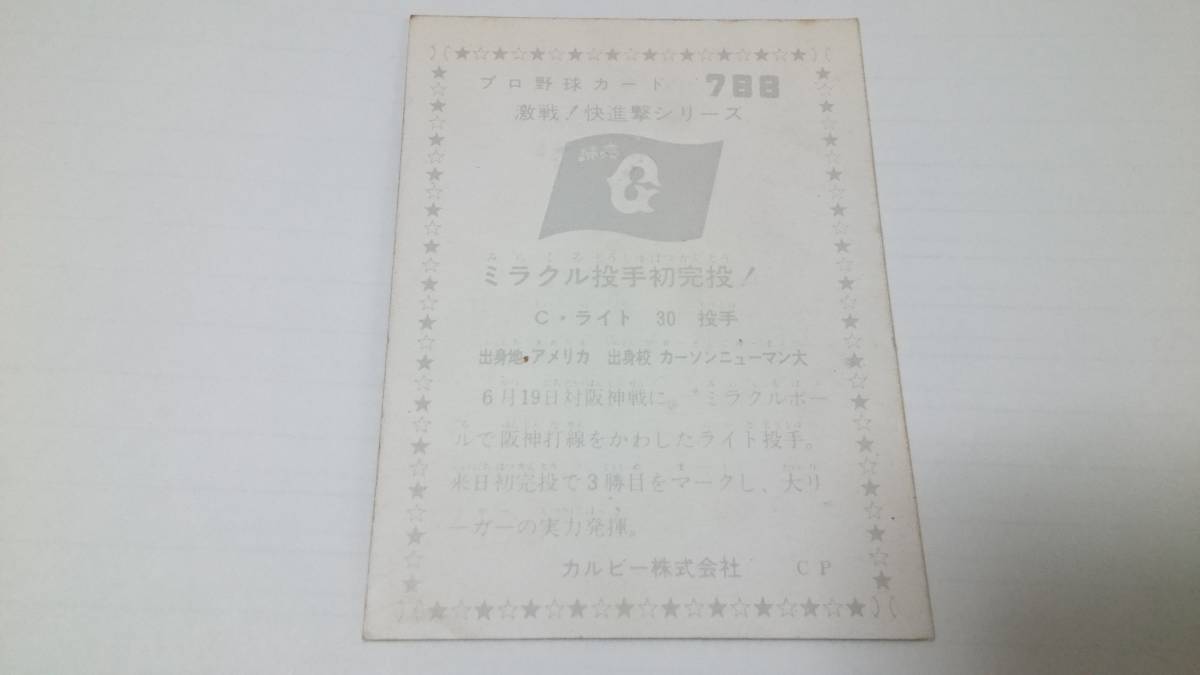 プロ野球カード 788
激戦!快進撃シリーズ
G
ミラクル投手初完投!
C・ライト 30 投手
出身地 アメリカ 出身校 カーソンニューマン大
6月19日対阪神戦に。“ミラクルボー
ルで阪神打線をかわしたライト投手。
来日初完投で3勝目をマークし、大リ
ーガーの実力発揮。
カルビー株式会社 CP